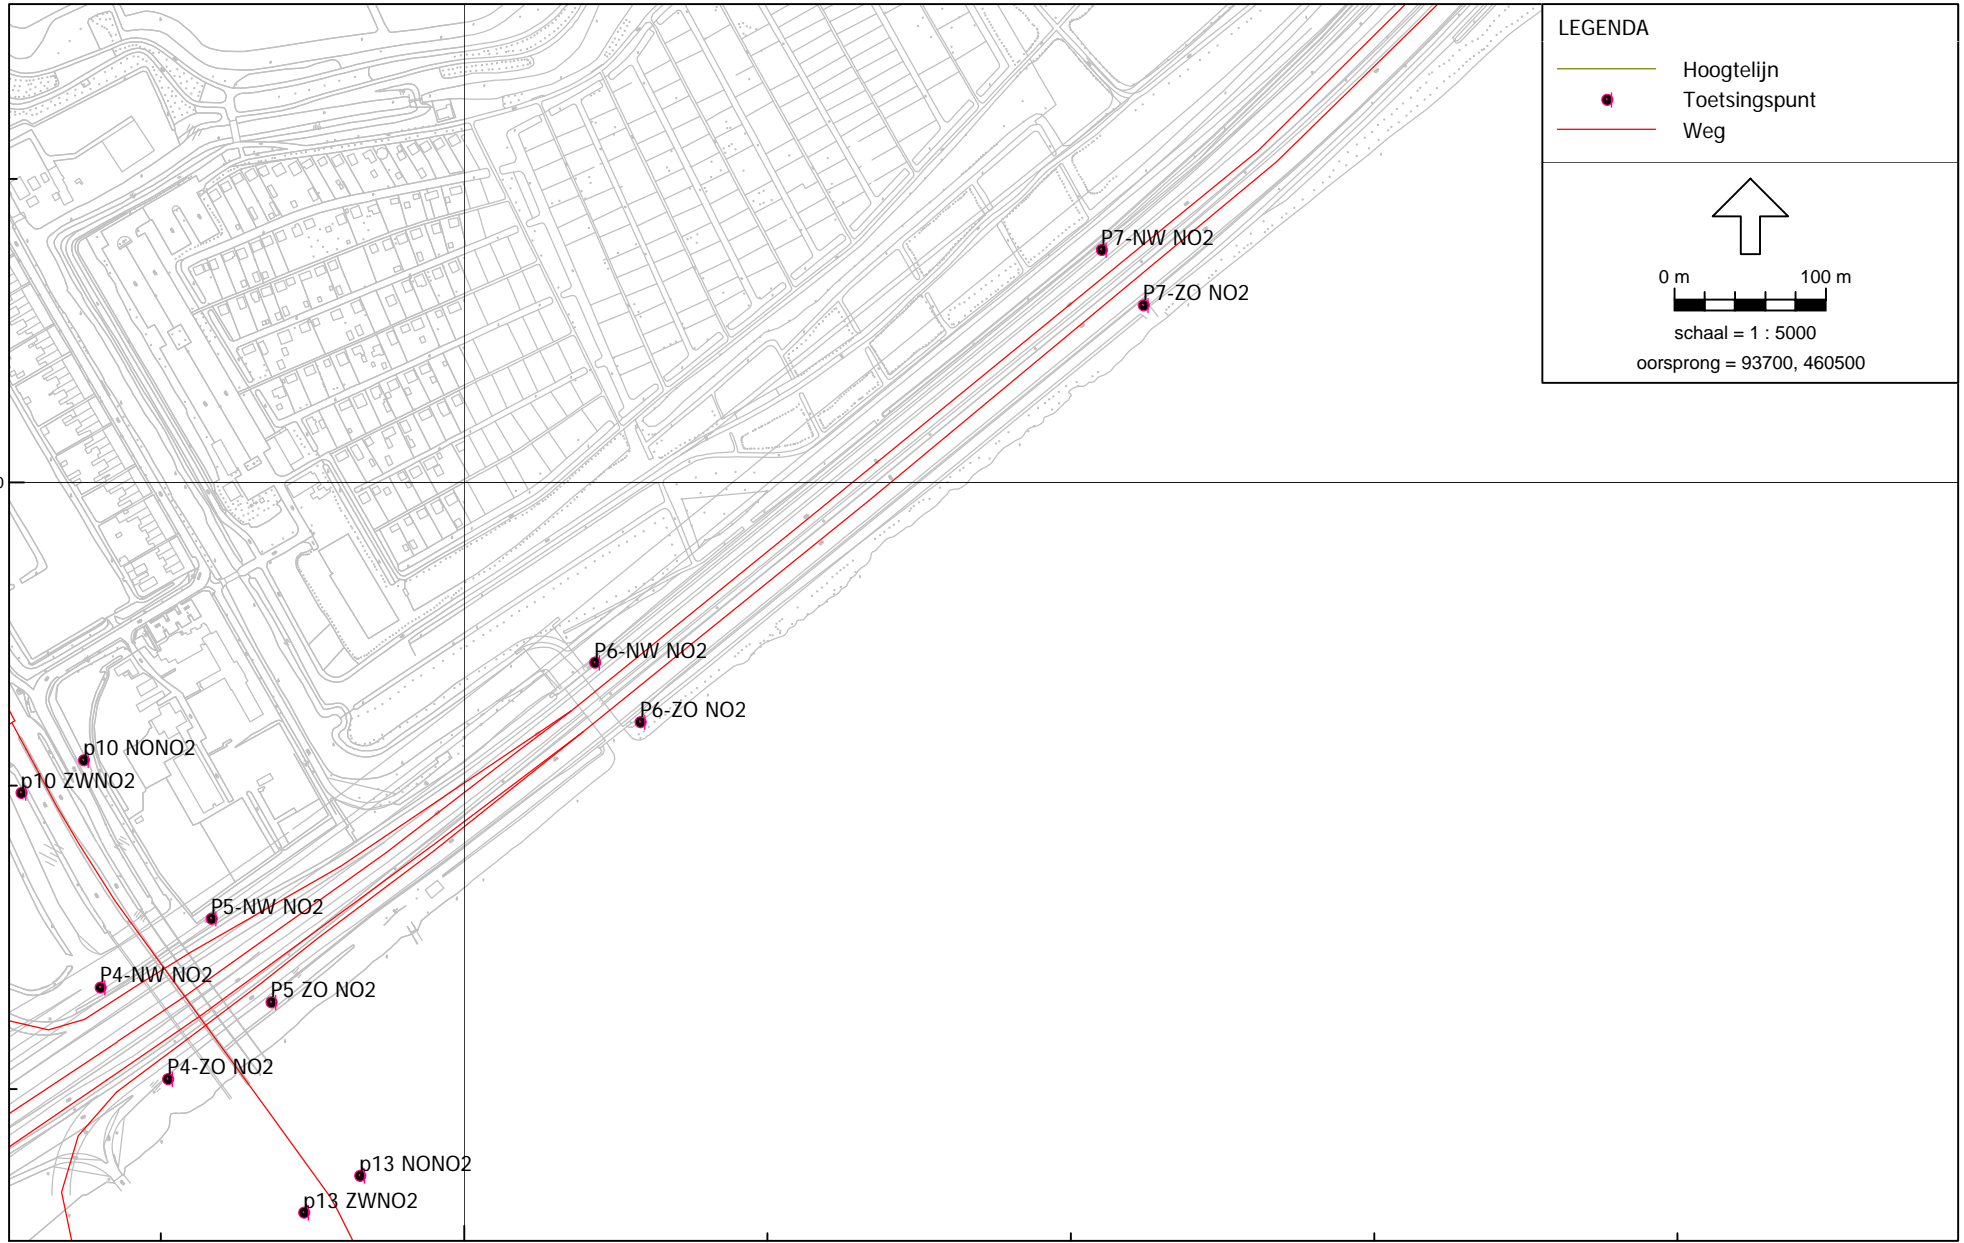 LEGENDA
Hoogtelijn
Toetsingspunt
Weg
0 m 100 m
schaal = 1 : 5000
oorsprong = 93700, 460500
P7-NW NO2
P7-ZO NO2
0
P6-NW NO2
P6-ZO NO2
p10 NONO2
p10 ZWNO2
P5-NW NO2
P4-NW NO2
P5 ZO NO2
P4-ZO NO2
p13 NONO2
p13 ZWNO2